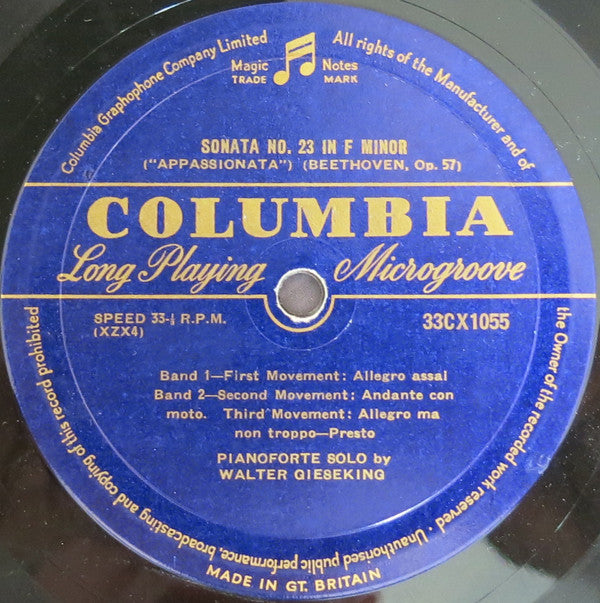 Columbia Graphophone Company Limited
All rights of the Manufacturer and of
the Owner of the recorded work reserved · Unauthorised public performance, broadcasting and copying of this record prohibited
Magic Notes
TRADE MARK
SONATA NO. 23 IN F MINOR
("APPASSIONATA") (BEETHOVEN, Op. 57)
COLUMBIA
Long Playing Microgroove
SPEED 33-⅓ R.P.M.
(XZX4)
33CX1055
Band 1—First Movement: Allegro assai
Band 2—Second Movement: Andante con
moto. Third Movement: Allegro ma
non troppo—Presto
PIANOFORTE SOLO by
WALTER GIESEKING
MADE IN GT. BRITAIN